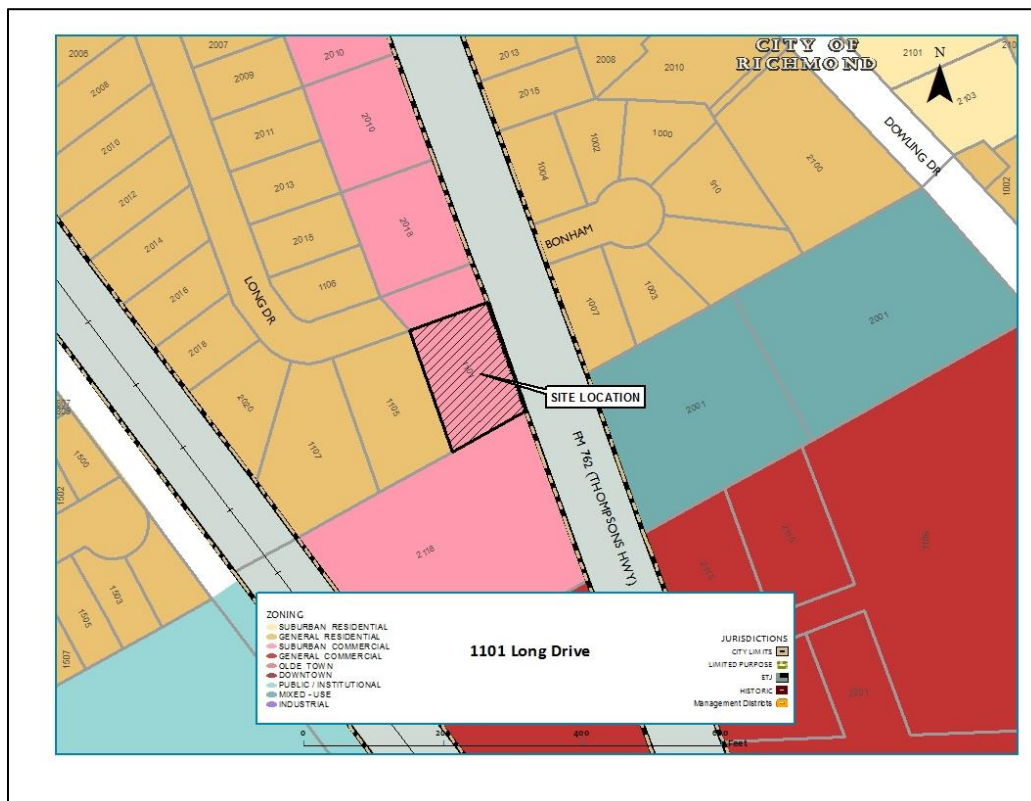 2006
2007
2010
2013
2008
2010
2101
2103
CITY OF
RICHMOND
N
2008
2009
2015
2010
2011
1002
1000
DOWLING DR
2010
2012
2013
1004
910
2100
1002
2014
2015
2018
BONHAM
2016
LONG DR
1106
1007
1003
2018
2001
1101
SITE LOCATION
2020
1105
2001
1107
FM 762 (THOMPSONS HWY)
1500
1502
2116
1503
1505
1507
2201
ZONING
SUBURBAN RESIDENTIAL
GENERAL RESIDENTIAL
SUBURBAN COMMERCIAL
GENERAL COMMERCIAL
OLDE TOWN
DOWNTOWN
PUBLIC / INSTITUTIONAL
MIXED - USE
INDUSTRIAL
1101 Long Drive
JURISDICTIONS
CITY LIMITS
LIMITED PURPOSE
ETJ
HISTORIC
Management Districts
0
400
Feet